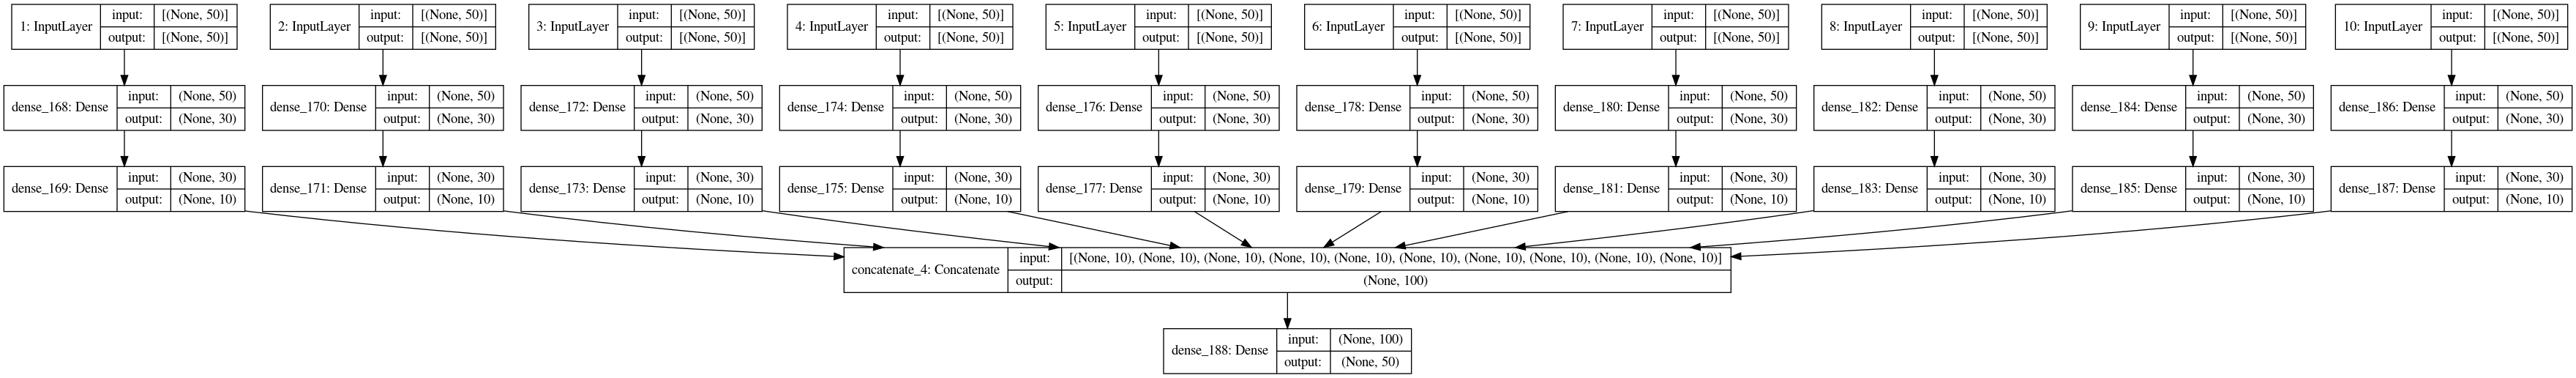 1: InputLayer input: [(None, 50)] output: [(None, 50)]
2: InputLayer input: [(None, 50)] output: [(None, 50)]
3: InputLayer input: [(None, 50)] output: [(None, 50)]
4: InputLayer input: [(None, 50)] output: [(None, 50)]
5: InputLayer input: [(None, 50)] output: [(None, 50)]
6: InputLayer input: [(None, 50)] output: [(None, 50)]
7: InputLayer input: [(None, 50)] output: [(None, 50)]
8: InputLayer input: [(None, 50)] output: [(None, 50)]
9: InputLayer input: [(None, 50)] output: [(None, 50)]
10: InputLayer input: [(None, 50)] output: [(None, 50)]
dense_168: Dense input: (None, 50) output: (None, 30)
dense_170: Dense input: (None, 50) output: (None, 30)
dense_172: Dense input: (None, 50) output: (None, 30)
dense_174: Dense input: (None, 50) output: (None, 30)
dense_176: Dense input: (None, 50) output: (None, 30)
dense_178: Dense input: (None, 50) output: (None, 30)
dense_180: Dense input: (None, 50) output: (None, 30)
dense_182: Dense input: (None, 50) output: (None, 30)
dense_184: Dense input: (None, 50) output: (None, 30)
dense_186: Dense input: (None, 50) output: (None, 30)
dense_169: Dense input: (None, 30) output: (None, 10)
dense_171: Dense input: (None, 30) output: (None, 10)
dense_173: Dense input: (None, 30) output: (None, 10)
dense_175: Dense input: (None, 30) output: (None, 10)
dense_177: Dense input: (None, 30) output: (None, 10)
dense_179: Dense input: (None, 30) output: (None, 10)
dense_181: Dense input: (None, 30) output: (None, 10)
dense_183: Dense input: (None, 30) output: (None, 10)
dense_185: Dense input: (None, 30) output: (None, 10)
dense_187: Dense input: (None, 30) output: (None, 10)
concatenate_4: Concatenate input: [(None, 10), (None, 10), (None, 10), (None, 10), (None, 10), (None, 10), (None, 10), (None, 10), (None, 10), (None, 10)] output: (None, 100)
dense_188: Dense input: (None, 100) output: (None, 50)